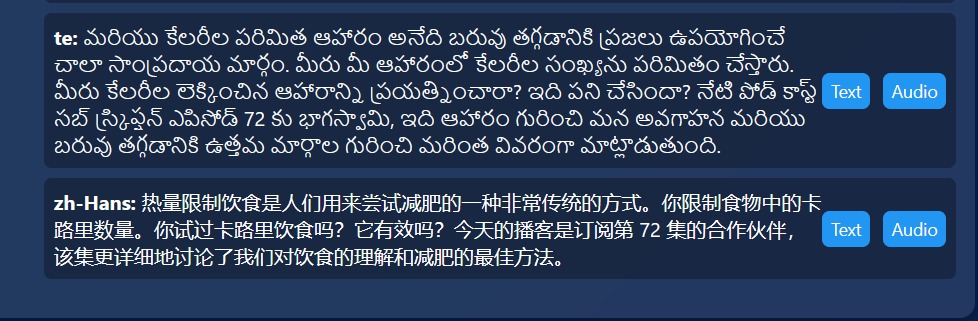 te: మరియు కేలరీల పరిమిత ఆహారం అనేది బరువు తగ్గడానికి ప్రజలు ఉపయోగించే
చాలా సాంప్రదాయ మార్గం. మీరు మీ ఆహారంలో కేలరీల సంఖ్యను పరిమితం చేస్తారు.
మీరు కేలరీల లెక్కించిన ఆహారాన్ని ప్రయత్నించారా? ఇది పని చేసిందా? నేటి పోడ్ కాస్ట్
సబ్ స్క్రిప్షన్ ఎపిసోడ్ 72 కు భాగస్వామి, ఇది ఆహారం గురించి మన అవగాహన మరియు
బరువు తగ్గడానికి ఉత్తమ మార్గాల గురించి మరింత వివరంగా మాట్లాడుతుంది.
Text Audio
zh-Hans: 热量限制饮食是人们用来尝试减肥的一种非常传统的方式。你限制食物中的卡
路里数量。你试过卡路里饮食吗？它有效吗？今天的播客是订阅第 72 集的合作伙伴，
该集更详细地讨论了我们对饮食的理解和减肥的最佳方法。
Text Audio